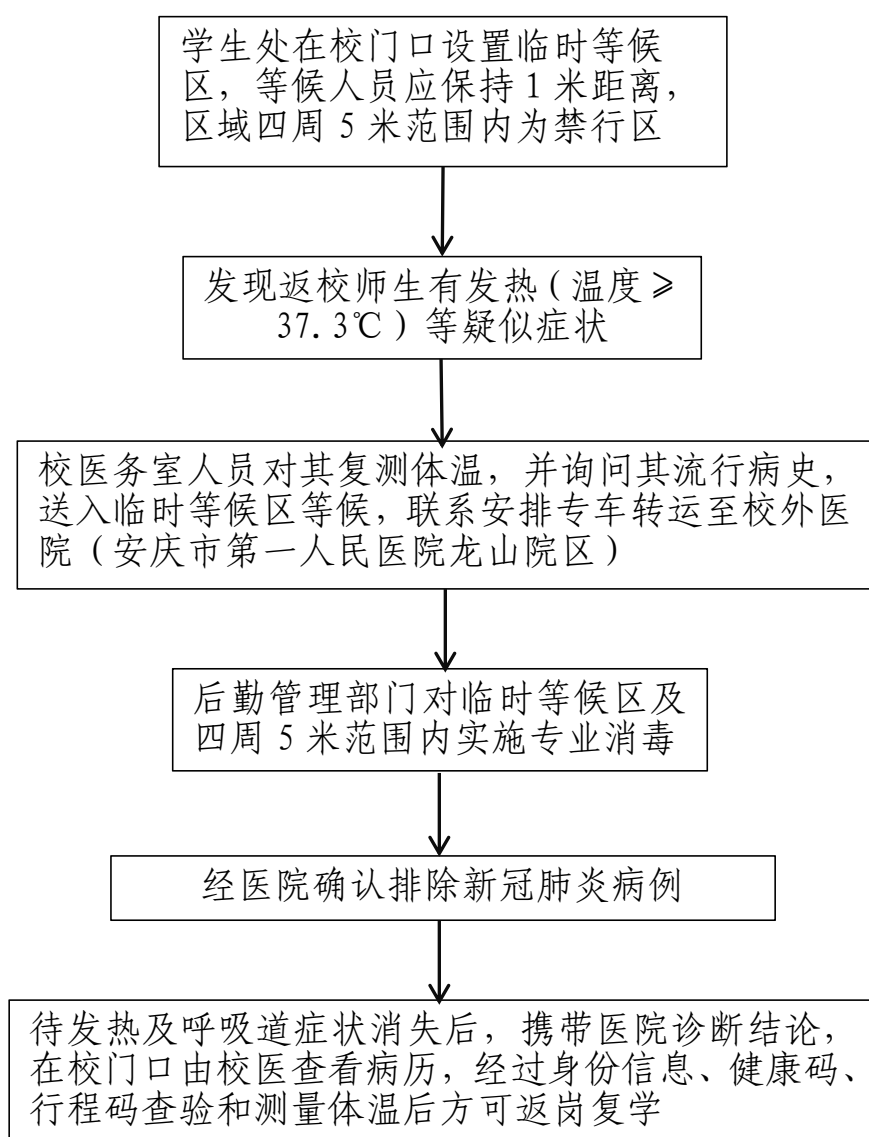 学生处在校门口设置临时等候
区，等候人员应保持1米距离，
区域四周5米范围内为禁行区
发现返校师生有发热（温度≥
37.3℃）等疑似症状
校医务室人员对其复测体温，并询问其流行病史，
送入临时等候区等候，联系安排专车转运至校外医
院（安庆市第一人民医院龙山院区）
后勤管理部门对临时等候区及
四周5米范围内实施专业消毒
经医院确认排除新冠肺炎病例
待发热及呼吸道症状消失后，携带医院诊断结论，
在校门口由校医查看病历，经过身份信息、健康码、
行程码查验和测量体温后方可返岗复学